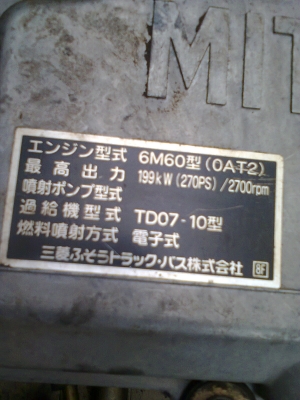 MIT
エンジン型式 6M60型(0AT2)
最高出力 199kW(270PS)/2700rpm
噴射ポンプ型式
過給機型式 TD07-10型
燃料噴射方式 電子式
三菱ふそうトラック・バス株式会社 8F